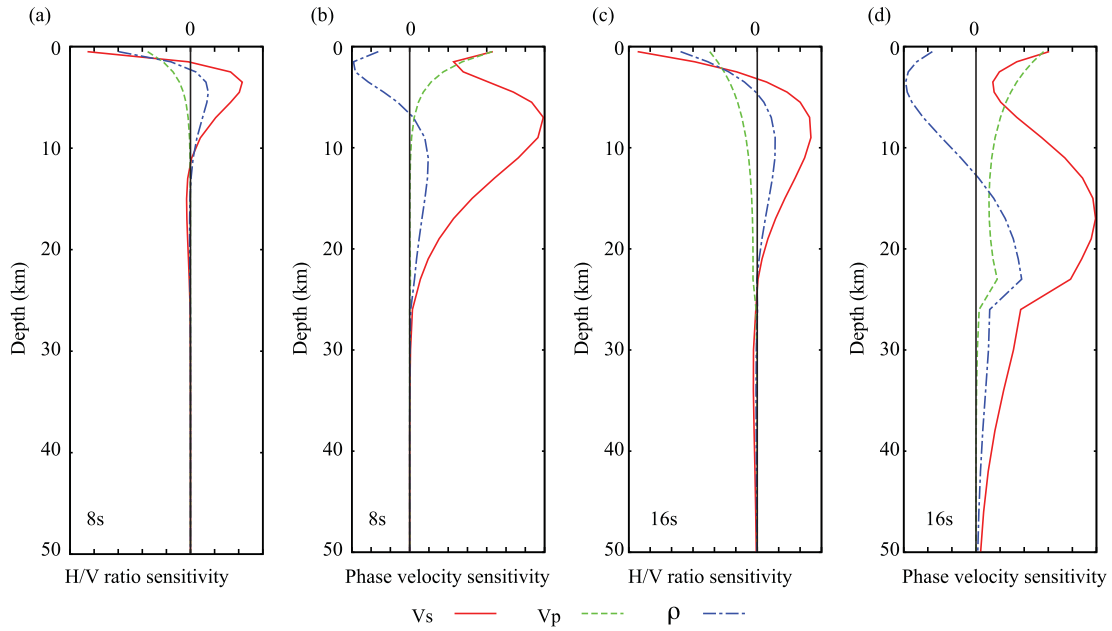 (a) (b) (c) (d)
0 0 0 0
0 0 0 0
10 10 10 10
20 20 20 20
Depth (km) Depth (km) Depth (km) Depth (km)
30 30 30 30
40 40 40 40
8s 8s 16s 16s
50 50 50 50
H/V ratio sensitivity Phase velocity sensitivity H/V ratio sensitivity Phase velocity sensitivity
Vs Vp ρ